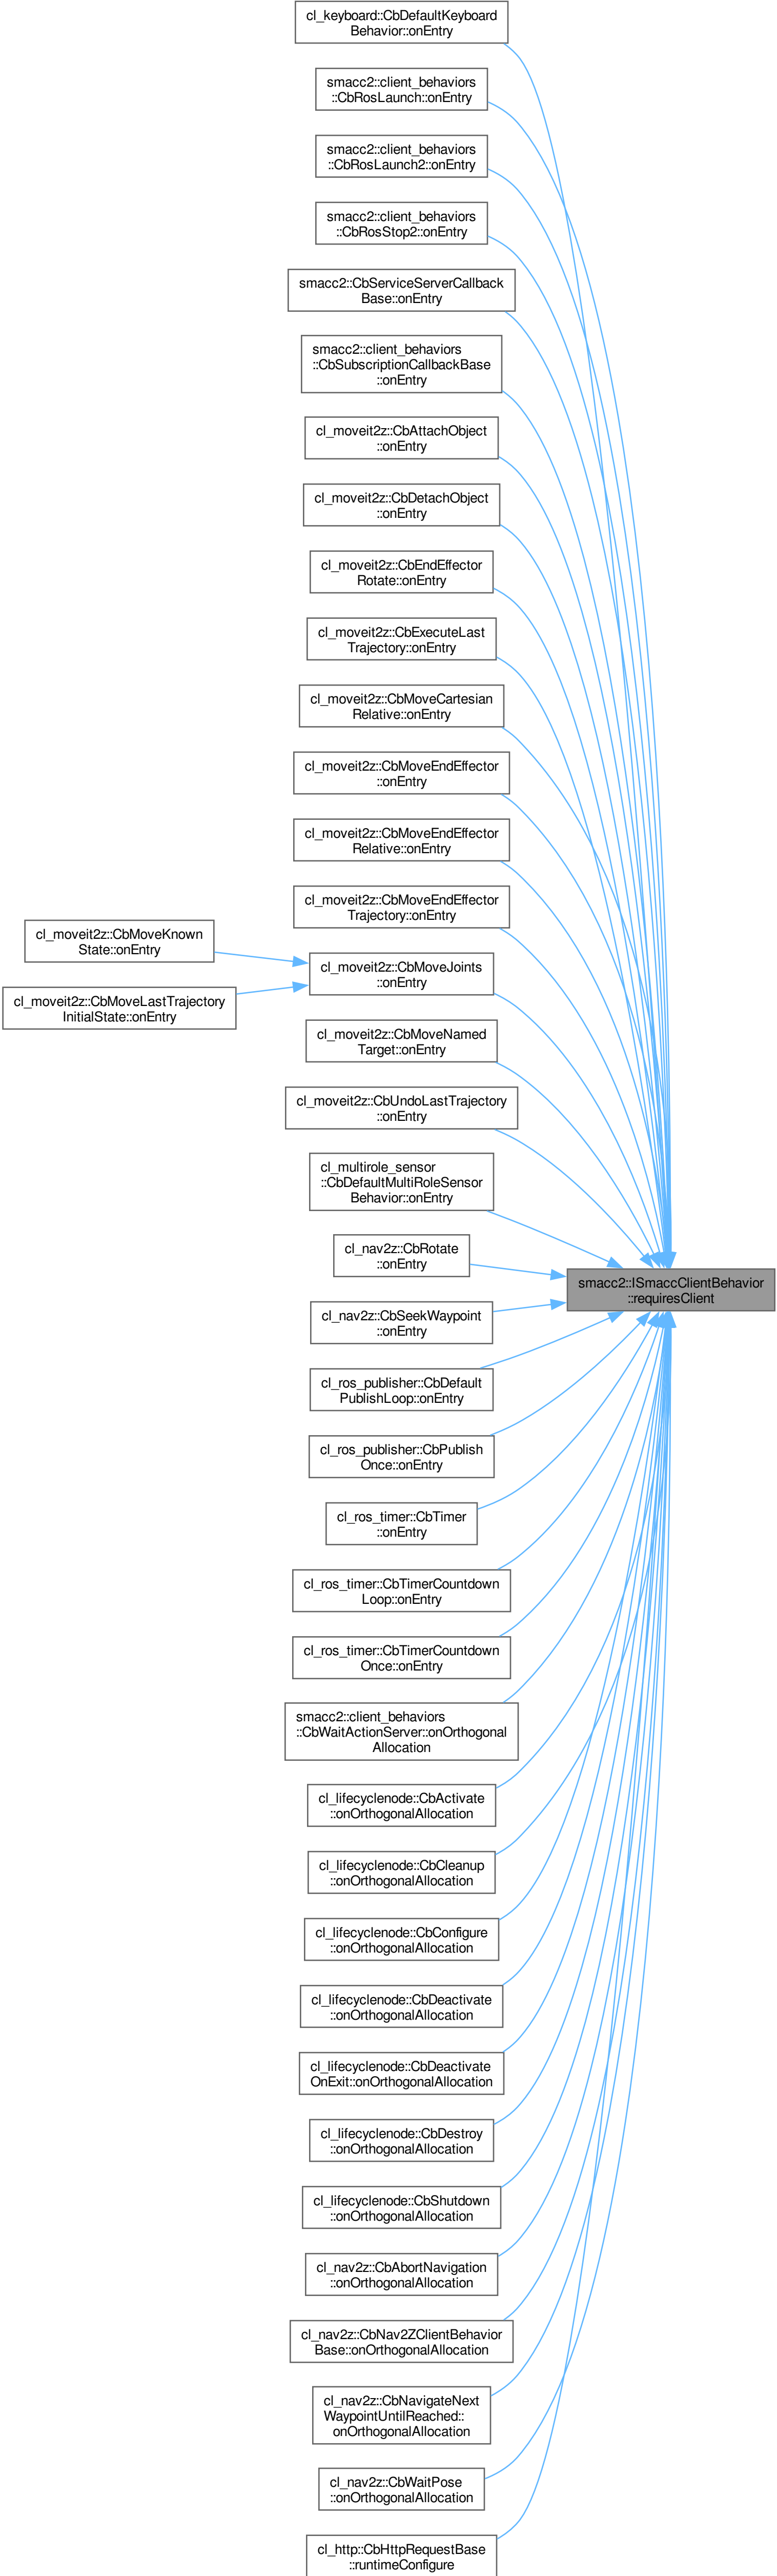 cl_keyboard::CbDefaultKeyboard
Behavior::onEntry
smacc2::client_behaviors
::CbRosLaunch::onEntry
smacc2::client_behaviors
::CbRosLaunch2::onEntry
smacc2::client_behaviors
::CbRosStop2::onEntry
smacc2::CbServiceServerCallback
Base::onEntry
smacc2::client_behaviors
::CbSubscriptionCallbackBase
::onEntry
cl_moveit2z::CbAttachObject
::onEntry
cl_moveit2z::CbDetachObject
::onEntry
cl_moveit2z::CbEndEffector
Rotate::onEntry
cl_moveit2z::CbExecuteLast
Trajectory::onEntry
cl_moveit2z::CbMoveCartesian
Relative::onEntry
cl_moveit2z::CbMoveEndEffector
::onEntry
cl_moveit2z::CbMoveEndEffector
Relative::onEntry
cl_moveit2z::CbMoveEndEffector
Trajectory::onEntry
cl_moveit2z::CbMoveKnown
State::onEntry
cl_moveit2z::CbMoveJoints
::onEntry
cl_moveit2z::CbMoveLastTrajectory
InitialState::onEntry
cl_moveit2z::CbMoveNamed
Target::onEntry
cl_moveit2z::CbUndoLastTrajectory
::onEntry
cl_multirole_sensor
::CbDefaultMultiRoleSensor
Behavior::onEntry
cl_nav2z::CbRotate
::onEntry
smacc2::ISmaccClientBehavior
::requiresClient
cl_nav2z::CbSeekWaypoint
::onEntry
cl_ros_publisher::CbDefault
PublishLoop::onEntry
cl_ros_publisher::CbPublish
Once::onEntry
cl_ros_timer::CbTimer
::onEntry
cl_ros_timer::CbTimerCountdown
Loop::onEntry
cl_ros_timer::CbTimerCountdown
Once::onEntry
smacc2::client_behaviors
::CbWaitActionServer::onOrthogonal
Allocation
cl_lifecyclenode::CbActivate
::onOrthogonalAllocation
cl_lifecyclenode::CbCleanup
::onOrthogonalAllocation
cl_lifecyclenode::CbConfigure
::onOrthogonalAllocation
cl_lifecyclenode::CbDeactivate
::onOrthogonalAllocation
cl_lifecyclenode::CbDeactivate
OnExit::onOrthogonalAllocation
cl_lifecyclenode::CbDestroy
::onOrthogonalAllocation
cl_lifecyclenode::CbShutdown
::onOrthogonalAllocation
cl_nav2z::CbAbortNavigation
::onOrthogonalAllocation
cl_nav2z::CbNav2ZClientBehavior
Base::onOrthogonalAllocation
cl_nav2z::CbNavigateNext
WaypointUntilReached::
onOrthogonalAllocation
cl_nav2z::CbWaitPose
::onOrthogonalAllocation
cl_http::CbHttpRequestBase
::runtimeConfigure